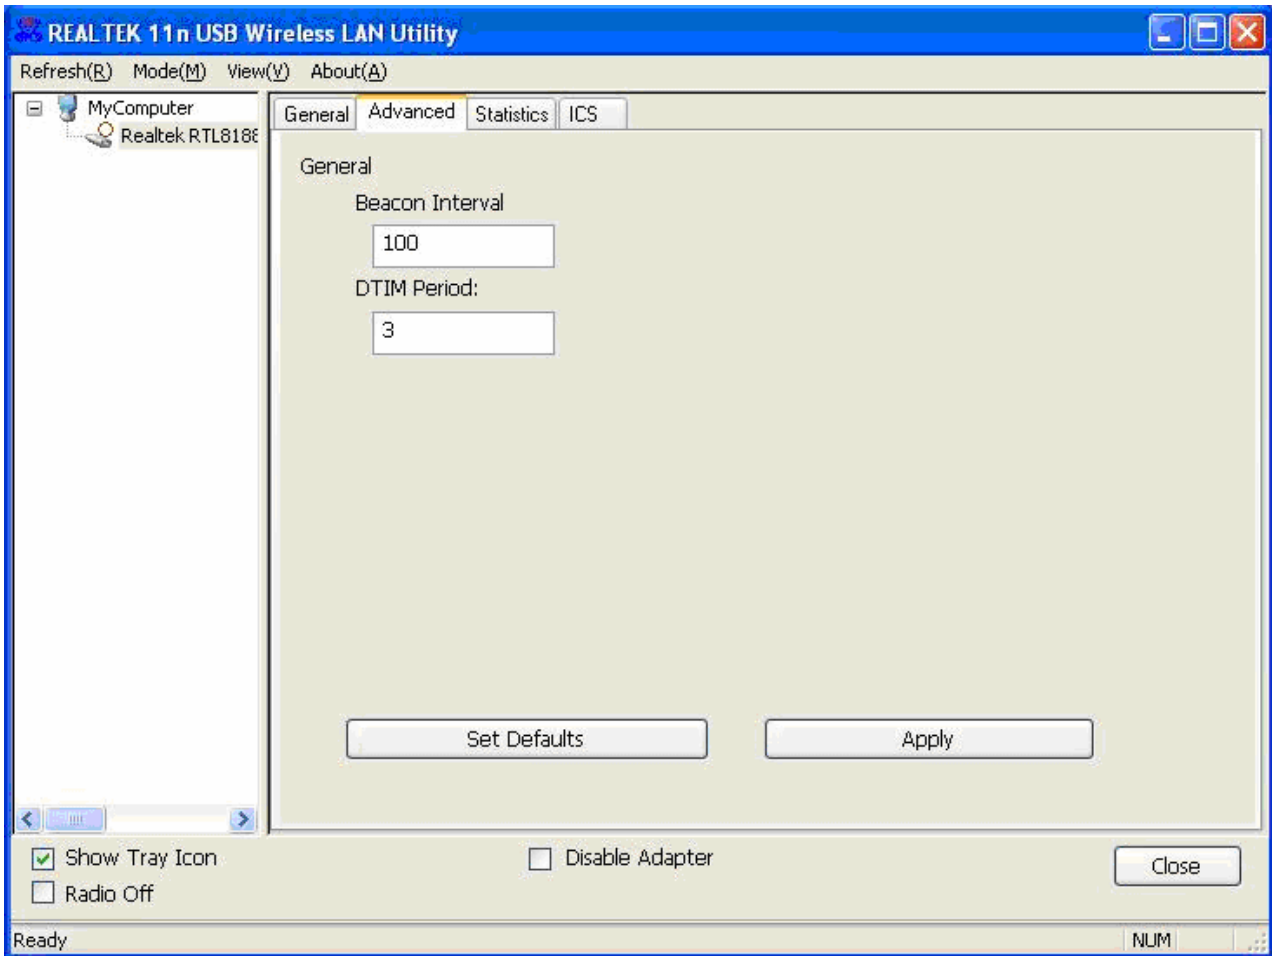 REALTEK 11n USB Wireless LAN Utility
Refresh(R) Mode(M) View(V) About(A)
MyComputer
Realtek RTL8188
General Advanced Statistics ICS
General
Beacon Interval
100
DTIM Period:
3
Set Defaults Apply
Show Tray Icon Disable Adapter
Radio Off
Close
Ready NUM